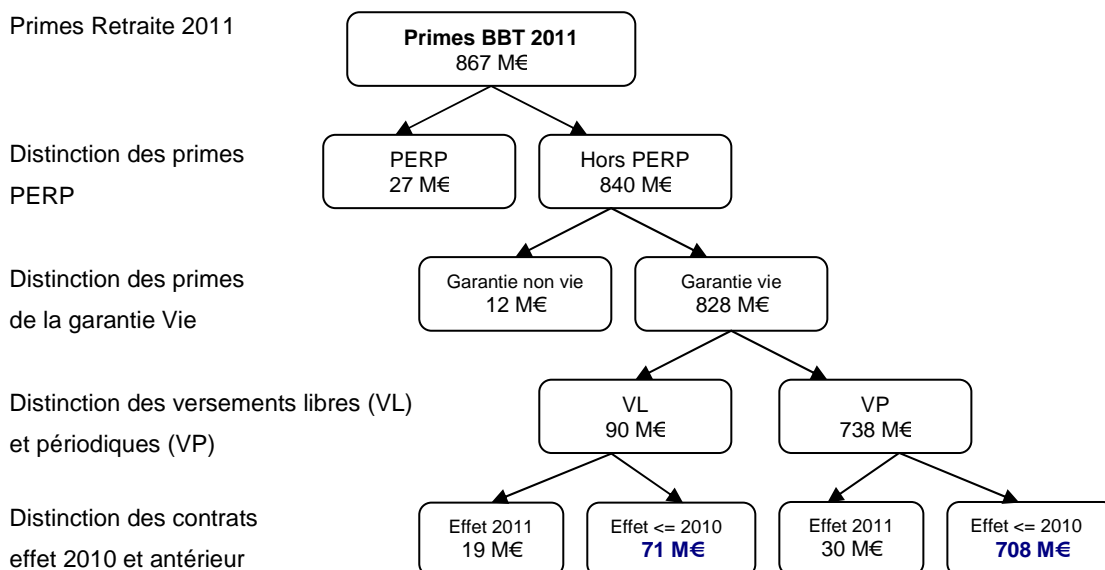 Primes Retraite 2011
Primes BBT 2011
867 M€
Distinction des primes
PERP
PERP
27 M€
Hors PERP
840 M€
Distinction des primes
de la garantie Vie
Garantie non vie
12 M€
Garantie vie
828 M€
Distinction des versements libres (VL)
et périodiques (VP)
VL
90 M€
VP
738 M€
Distinction des contrats
effet 2010 et antérieur
Effet 2011
19 M€
Effet <= 2010
71 M€
Effet 2011
30 M€
Effet <= 2010
708 M€